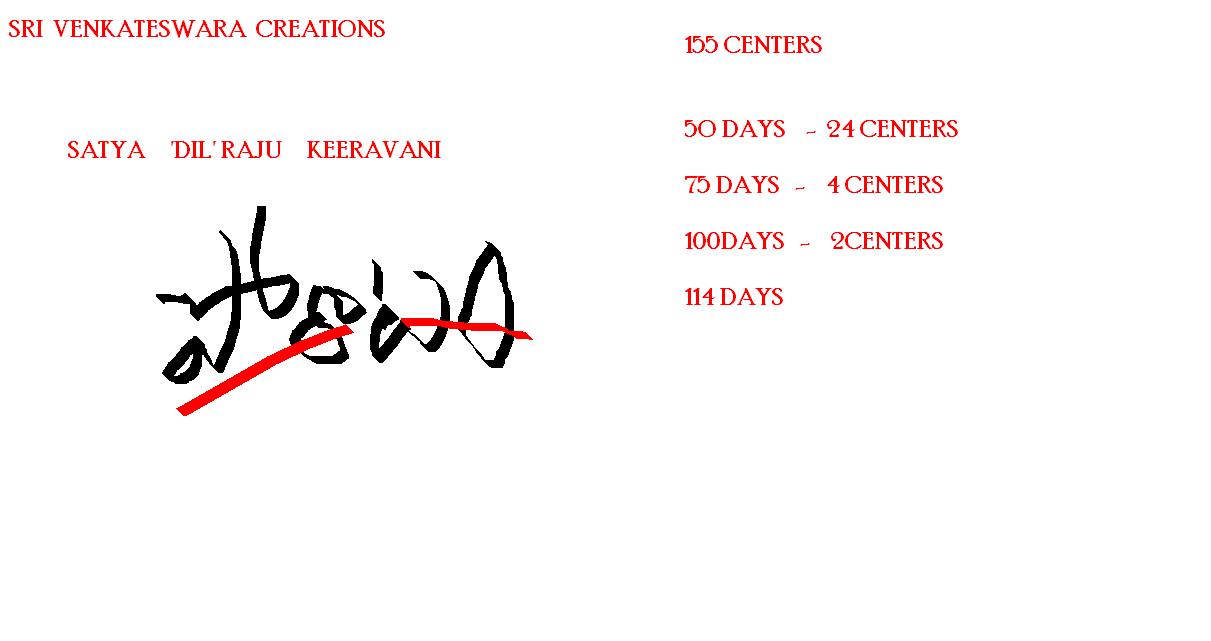 SRI VENKATESWARA CREATIONS
SATYA 'DIL' RAJU KEERAVANI
155 CENTERS
50 DAYS - 24 CENTERS
75 DAYS - 4 CENTERS
100DAYS - 2CENTERS
114 DAYS